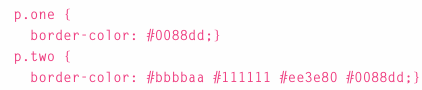 p.one {
  border-color: #0088dd;}
p.two {
  border-color: #bbbbaa #111111 #ee3e80 #0088dd;}